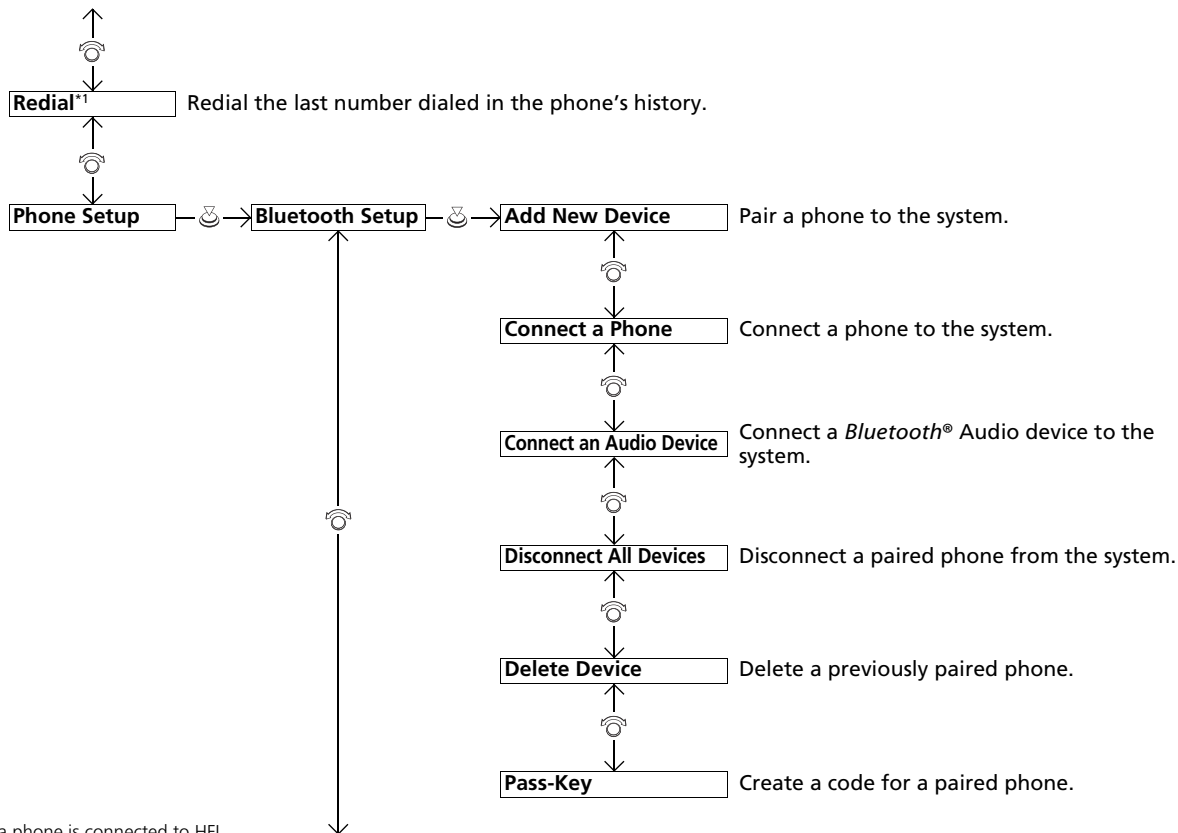 Redial*1 Redial the last number dialed in the phone's history.
Phone Setup Bluetooth Setup Add New Device Pair a phone to the system.
Connect a Phone Connect a phone to the system.
Connect an Audio Device Connect a Bluetooth® Audio device to the
system.
Disconnect All Devices Disconnect a paired phone from the system.
Delete Device Delete a previously paired phone.
Pass-Key Create a code for a paired phone.
a phone is connected to HFL